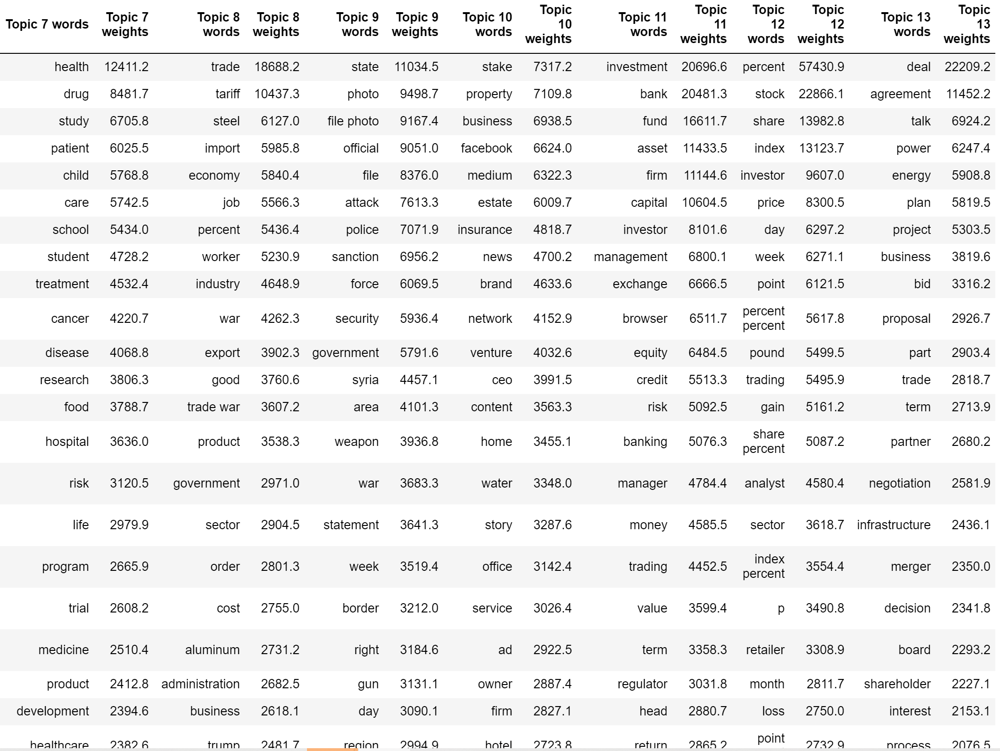 Topic 7 words Topic 7 weights Topic 8 words Topic 8 weights Topic 9 words Topic 9 weights Topic 10 words Topic 10 weights Topic 11 words Topic 11 weights Topic 12 words Topic 12 weights Topic 13 words Topic 13 weights
health 12411.2 trade 18688.2 state 11034.5 stake 7317.2 investment 20696.6 percent 57430.9 deal 22209.2
drug 8481.7 tariff 10437.3 photo 9498.7 property 7109.8 bank 20481.3 stock 22866.1 agreement 11452.2
study 6705.8 steel 6127.0 file photo 9167.4 business 6938.5 fund 16611.7 share 13982.8 talk 6924.2
patient 6025.5 import 5985.8 official 9051.0 facebook 6624.0 asset 11433.5 index 13123.7 power 6247.4
child 5768.8 economy 5840.4 file 8376.0 medium 6322.3 firm 11144.6 investor 9607.0 energy 5908.8
care 5742.5 job 5566.3 attack 7613.3 estate 6009.7 capital 10604.5 price 8300.5 plan 5819.5
school 5434.0 percent 5436.4 police 7071.9 insurance 4818.7 investor 8101.6 day 6297.2 project 5303.5
student 4728.2 worker 5230.9 sanction 6956.2 news 4700.2 management 6800.1 week 6271.1 business 3819.6
treatment 4532.4 industry 4648.9 force 6069.5 brand 4633.6 exchange 6666.5 point 6121.5 bid 3316.2
cancer 4220.7 war 4262.3 security 5936.4 network 4152.9 browser 6511.7 percent percent 5617.8 proposal 2926.7
disease 4068.8 export 3902.3 government 5791.6 venture 4032.6 equity 6484.5 pound 5499.5 part 2903.4
research 3806.3 good 3760.6 syria 4457.1 ceo 3991.5 credit 5513.3 trading 5495.9 trade 2818.7
food 3788.7 trade war 3607.2 area 4101.3 content 3563.3 risk 5092.5 gain 5161.2 term 2713.9
hospital 3636.0 product 3538.3 weapon 3936.8 home 3455.1 banking 5076.3 share percent 5087.2 partner 2680.2
risk 3120.5 government 2971.0 war 3683.3 water 3348.0 manager 4784.4 analyst 4580.4 negotiation 2581.9
life 2979.9 sector 2904.5 statement 3641.3 story 3287.6 money 4585.5 sector 3618.7 infrastructure 2436.1
program 2665.9 order 2801.3 week 3519.4 office 3142.4 trading 4452.5 index percent 3554.4 merger 2350.0
trial 2608.2 cost 2755.0 border 3212.0 service 3026.4 value 3599.4 p 3490.8 decision 2341.8
medicine 2510.4 aluminum 2731.2 right 3184.6 ad 2922.5 term 3358.3 retailer 3308.9 board 2293.2
product 2412.8 administration 2682.5 gun 3131.1 owner 2887.4 regulator 3031.8 month 2811.7 shareholder 2227.1
development 2394.6 business 2618.1 day 3090.1 firm 2827.1 head 2880.7 loss 2750.0 interest 2153.1
healthcare 2382.6 trump 2481.7 region 2994.9 hotel 2723.8 return 2865.2 point 2732.9 process 2076.5